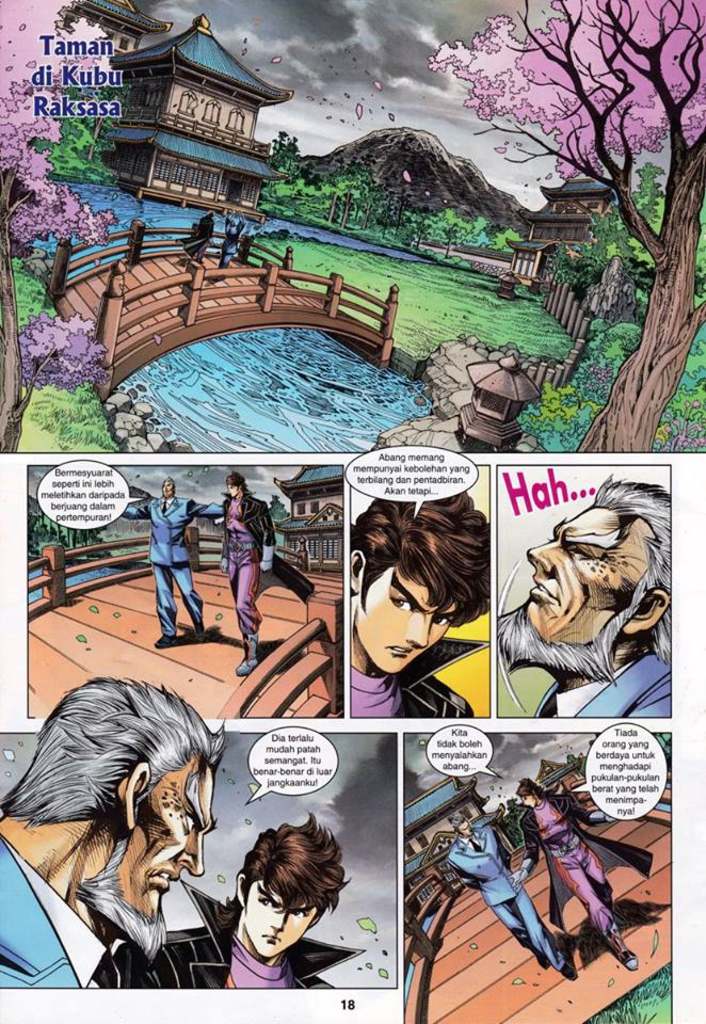 Taman
di Kubu
Raksasa
Bermesyuarat
seperti ini lebih
meletihkan daripada
berjuang dalam
pertempuran!
Abang memang
mempunyai kebolehan yang
terbilang dan pentadbiran.
Akan tetapi...
Hah...
Dia terlalu
mudah patah
semangat. Itu
benar-benar di luar
jangkaanku!
Kita
tidak boleh
menyalahkan
abang...
Tiada
orang yang
berdaya untuk
menghadapi
pukulan-pukulan
berat yang telah
menimpa-
nya!
18